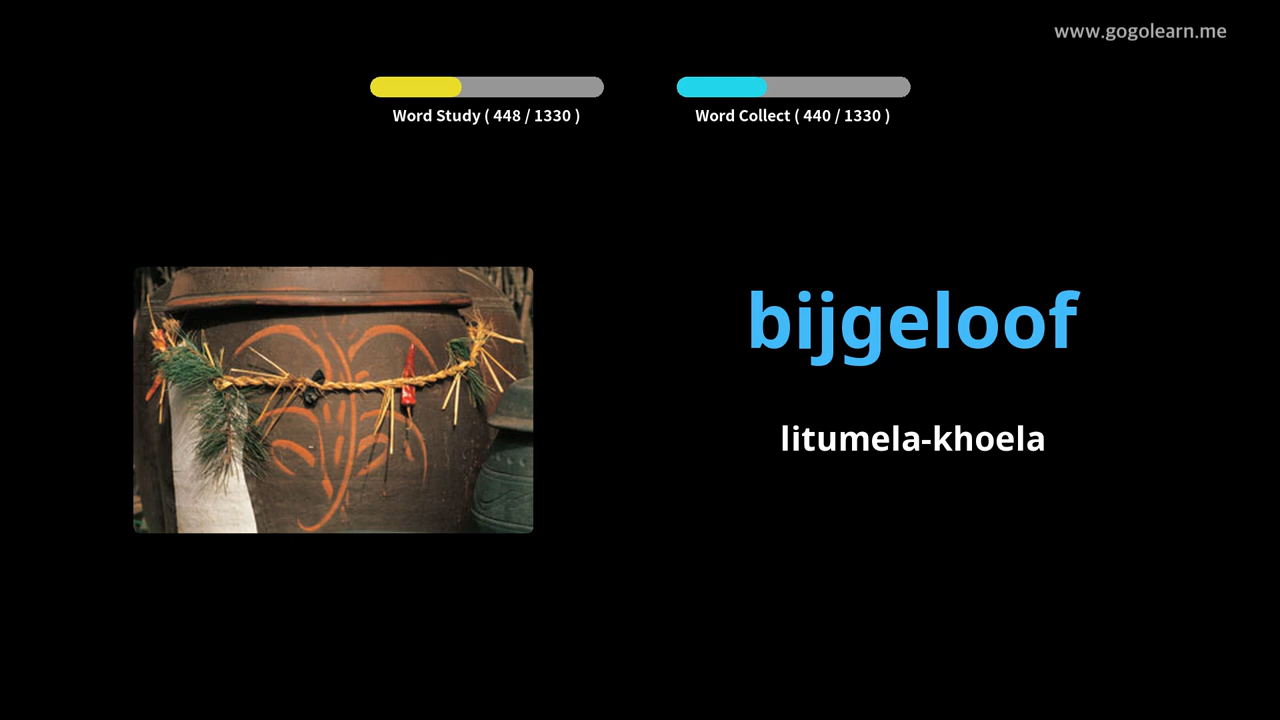 www.gogolearn.me
Word Study ( 448 / 1330 )
Word Collect ( 440 / 1330 )
bijgeloof
litumela-khoela